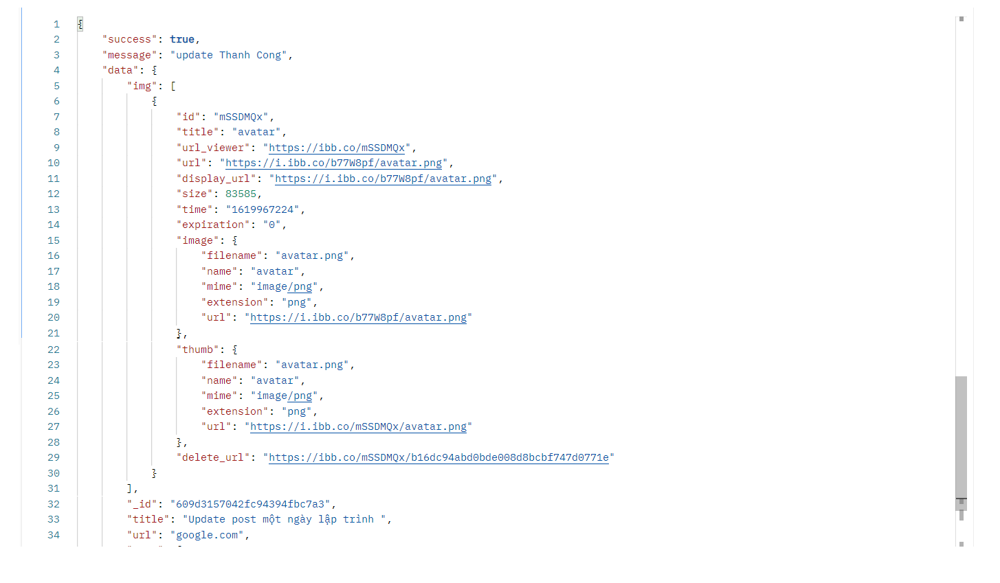 1 {
2 "success": true,
3 "message": "update Thanh Cong",
4 "data": {
5 "img": [
6 {
7 "id": "mSSDMQx",
8 "title": "avatar",
9 "url_viewer": "https://ibb.co/mSSDMQx",
10 "url": "https://i.ibb.co/b77W8pf/avatar.png",
11 "display_url": "https://i.ibb.co/b77W8pf/avatar.png",
12 "size": 83585,
13 "time": "1619967224",
14 "expiration": "0",
15 "image": {
16 "filename": "avatar.png",
17 "name": "avatar",
18 "mime": "image/png",
19 "extension": "png",
20 "url": "https://i.ibb.co/b77W8pf/avatar.png"
21 },
22 "thumb": {
23 "filename": "avatar.png",
24 "name": "avatar",
25 "mime": "image/png",
26 "extension": "png",
27 "url": "https://i.ibb.co/mSSDMQx/avatar.png"
28 },
29 "delete_url": "https://ibb.co/mSSDMQx/b16dc94abd0bde008d8bcbf747d0771e"
30 }
31 ],
32 "_id": "609d3157042fc94394fbc7a3",
33 "title": "Update post một ngày lập trình ",
34 "url": "google.com",